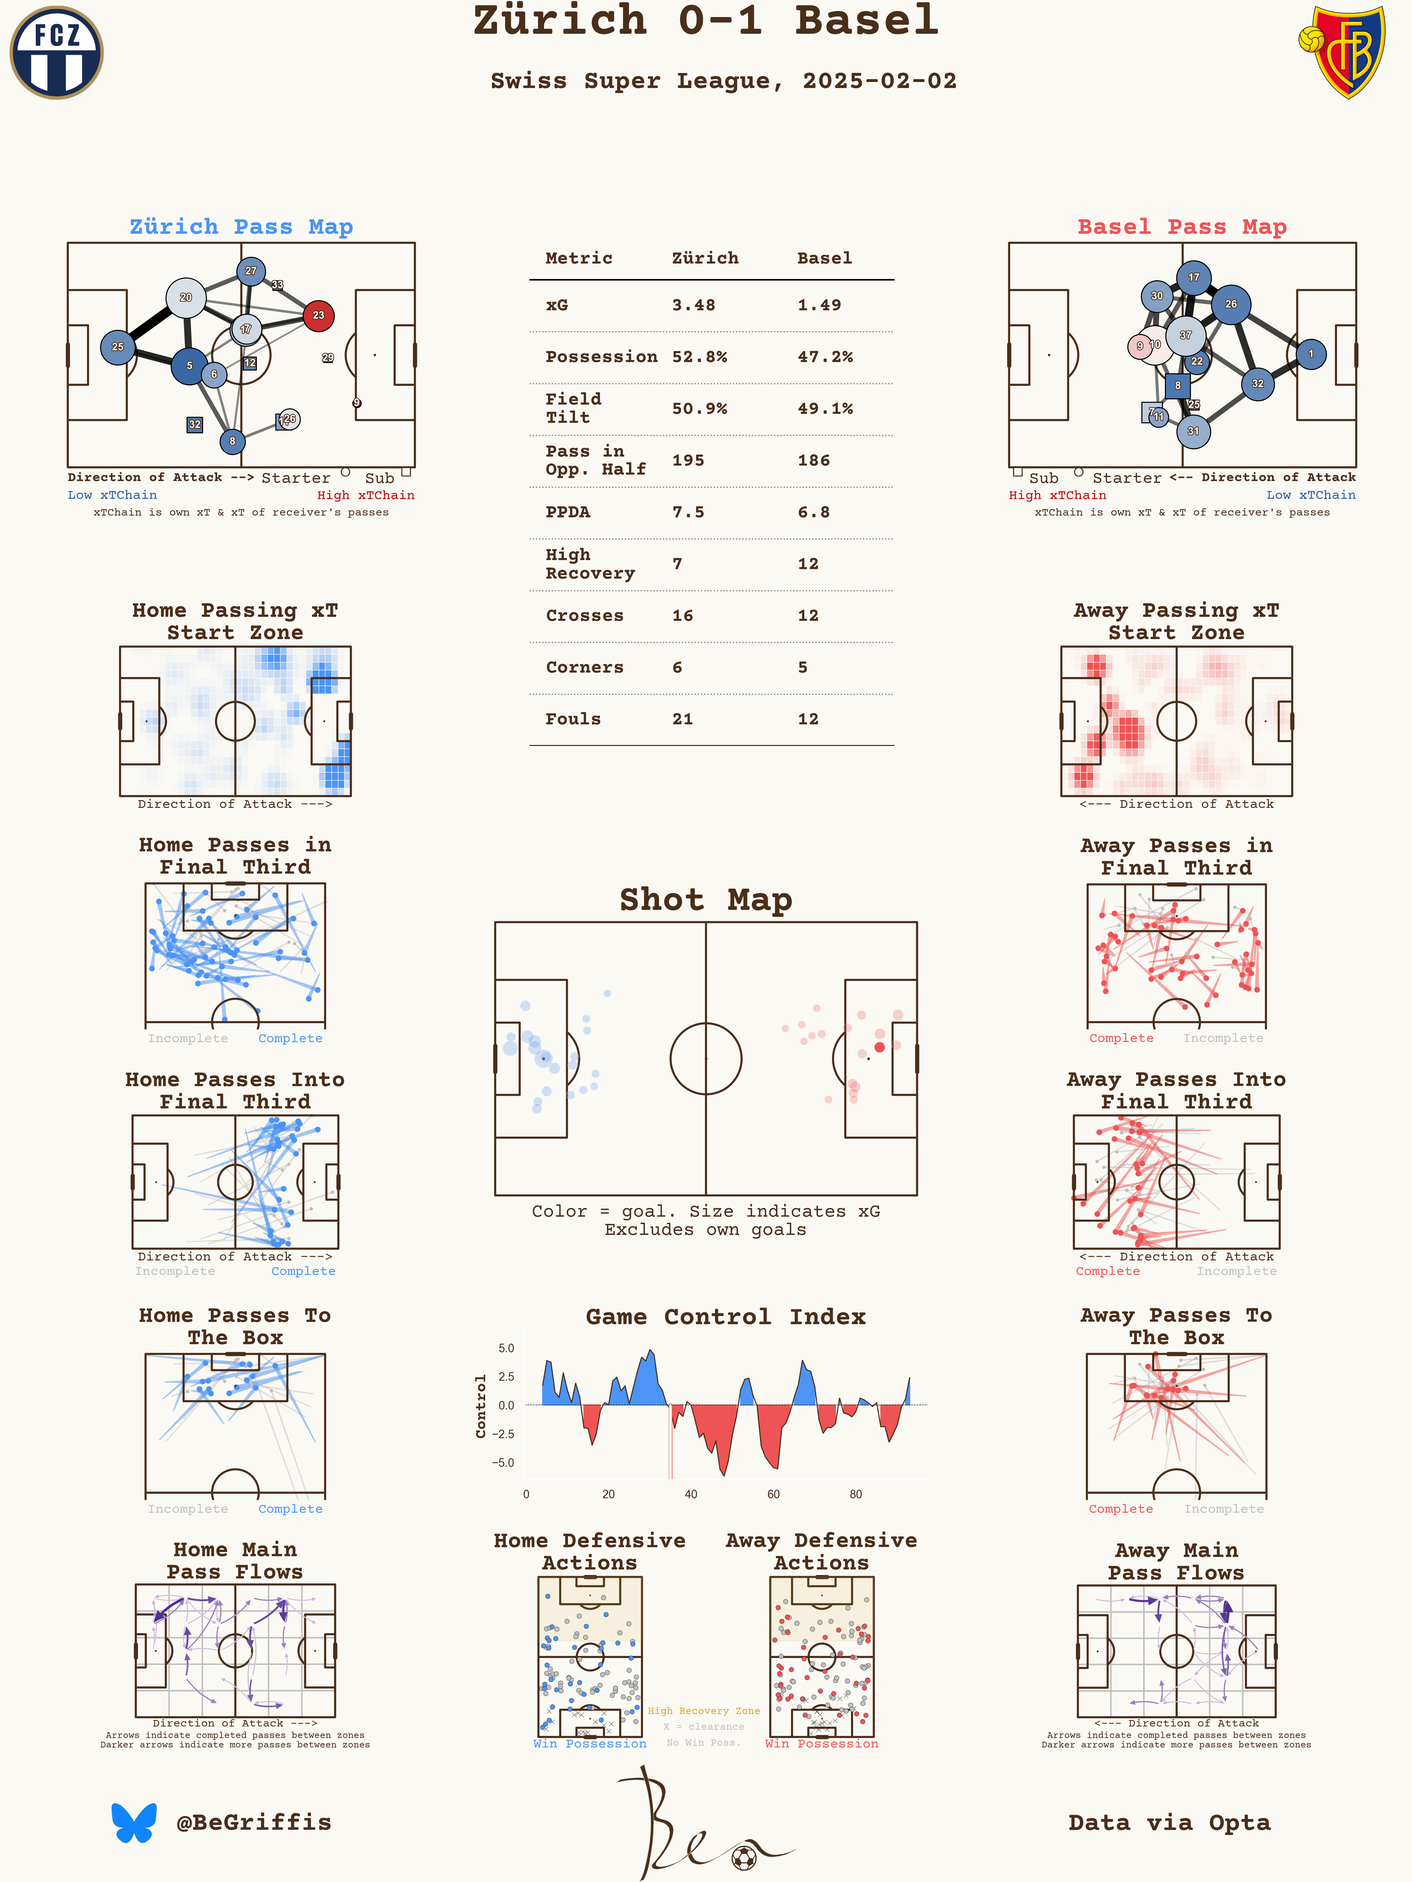 Zürich 0-1 Basel
Swiss Super League, 2025-02-02
FCZ
FCB
Zürich Pass Map
27
33
20
23
17
25
5
6
12
29
9
32
26
8
Direction of Attack --> Starter Sub
Low xTChain High xTChain
xTChain is own xT & xT of receiver's passes
Metric Zürich Basel
xG 3.48 1.49
Possession 52.8% 47.2%
Field
Tilt 50.9% 49.1%
Pass in
Opp. Half 195 186
PPDA 7.5 6.8
High
Recovery 7 12
Crosses 16 12
Corners 6 5
Fouls 21 12
Basel Pass Map
17
30
26
37
9
10
1
22
8
32
25
7
11
31
Sub Starter <-- Direction of Attack
High xTChain Low xTChain
xTChain is own xT & xT of receiver's passes
Home Passing xT
Start Zone
Direction of Attack --->
Away Passing xT
Start Zone
<--- Direction of Attack
Home Passes in
Final Third
Incomplete Complete
Away Passes in
Final Third
Complete Incomplete
Shot Map
Color = goal. Size indicates xG
Excludes own goals
Home Passes Into
Final Third
Direction of Attack --->
Incomplete Complete
Away Passes Into
Final Third
<--- Direction of Attack
Complete Incomplete
Home Passes To
The Box
Incomplete Complete
Game Control Index
Control
5.0
2.5
0.0
−2.5
−5.0
0 20 40 60 80
Away Passes To
The Box
Complete Incomplete
Home Main
Pass Flows
Direction of Attack --->
Arrows indicate completed passes between zones
Darker arrows indicate more passes between zones
Home Defensive
Actions
Win Possession
Away Defensive
Actions
Win Possession
High Recovery Zone
X = clearance
No Win Poss.
Away Main
Pass Flows
<--- Direction of Attack
Arrows indicate completed passes between zones
Darker arrows indicate more passes between zones
@BeGriffis
Ben
Data via Opta